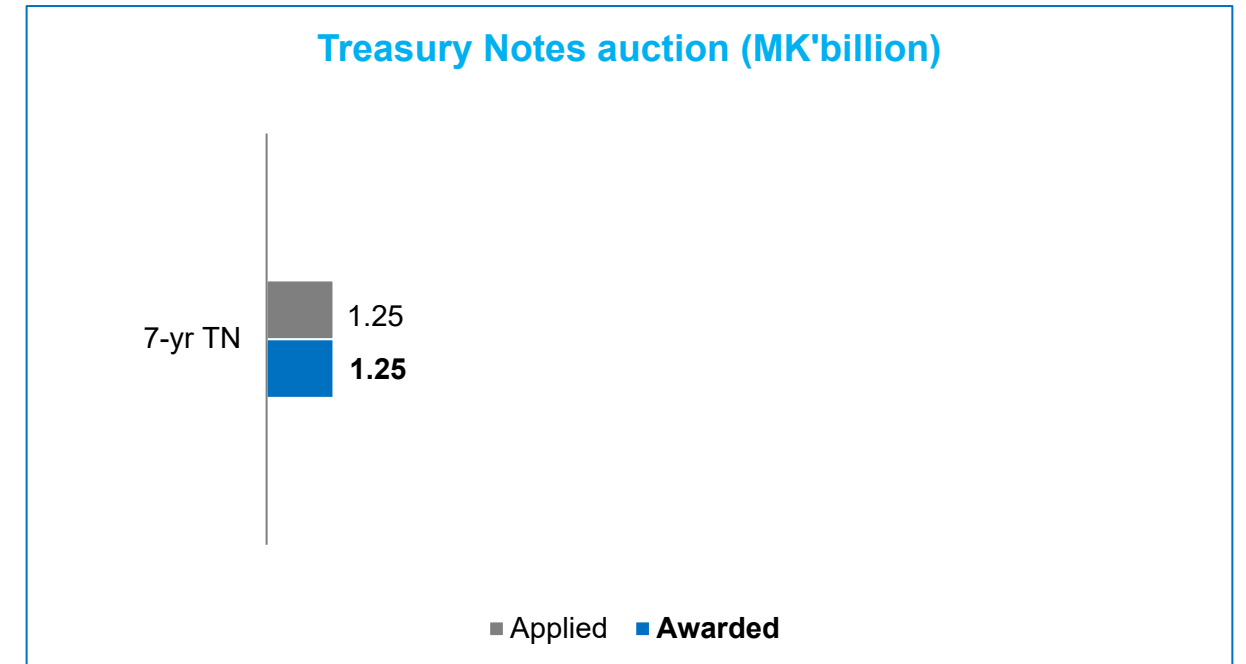 Treasury Notes auction (MK'billion)
1.25
7-yr TN
1.25
Applied Awarded